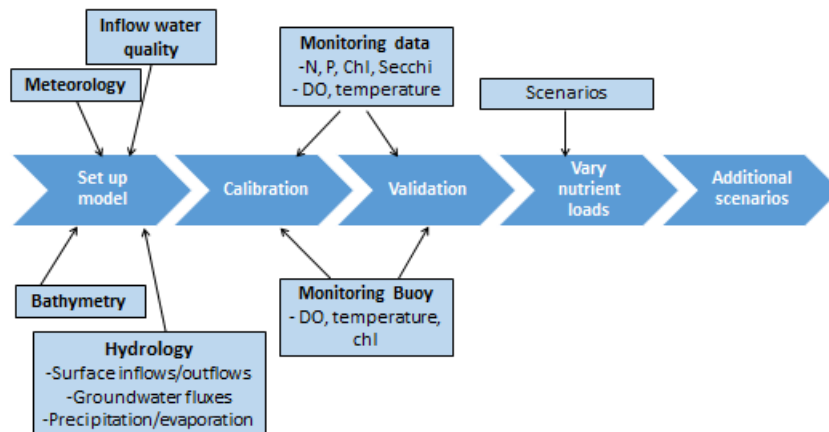 Inflow water
quality
Meteorology
Monitoring data
-N, P, Chl, Secchi
- DO, temperature
Scenarios
Set up
model
Calibration
Validation
Vary
nutrient
loads
Additional
scenarios
Bathymetry
Hydrology
-Surface inflows/outflows
-Groundwater fluxes
-Precipitation/evaporation
Monitoring Buoy
- DO, temperature,
chl